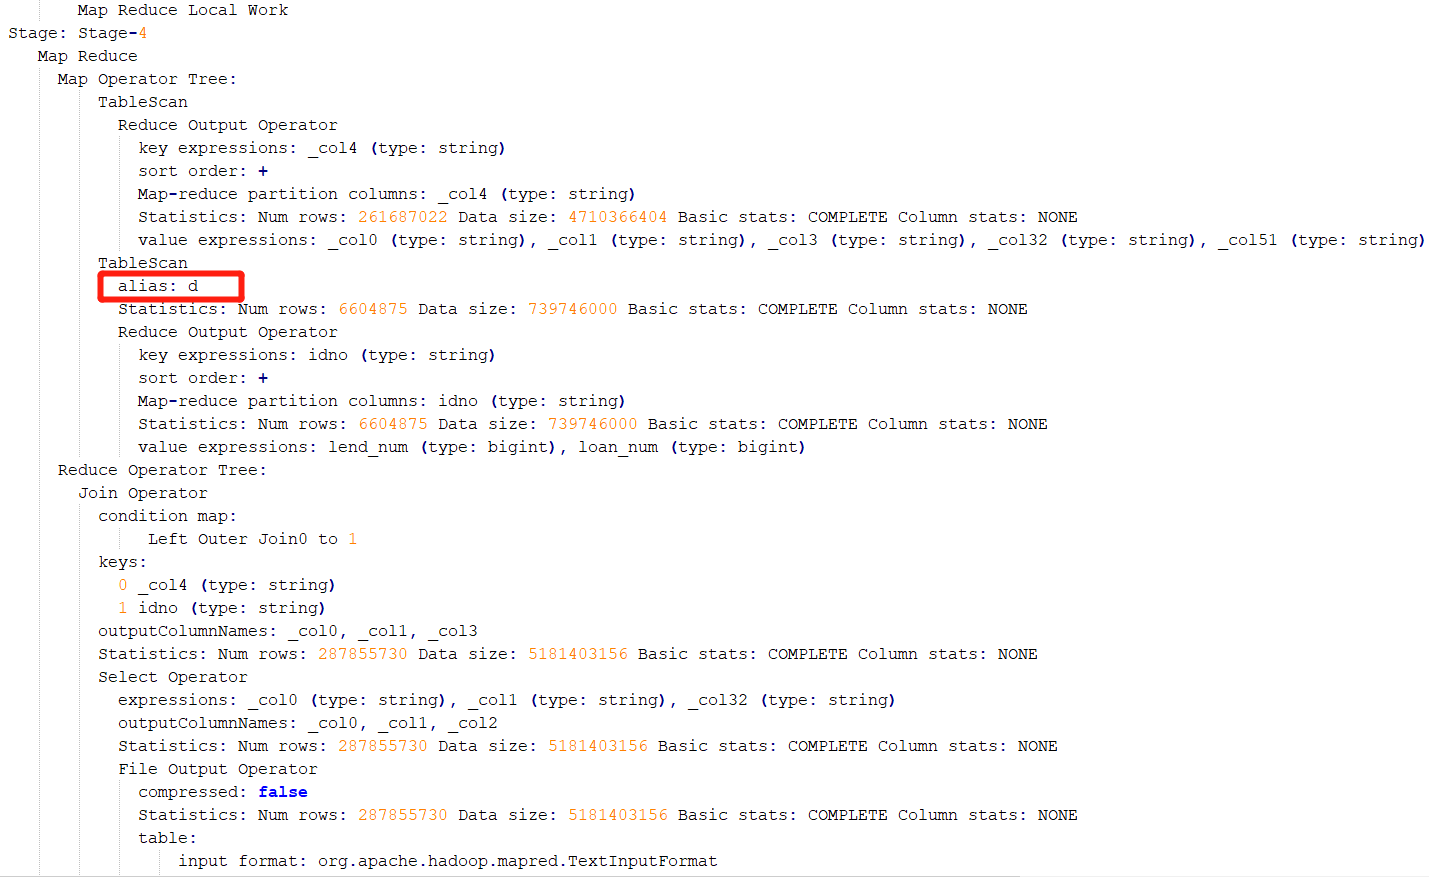 Map Reduce Local Work
Stage: Stage-4
Map Reduce
Map Operator Tree:
TableScan
Reduce Output Operator
key expressions: _col4 (type: string)
sort order: +
Map-reduce partition columns: _col4 (type: string)
Statistics: Num rows: 261687022 Data size: 4710366404 Basic stats: COMPLETE Column stats: NONE
value expressions: _col0 (type: string), _col1 (type: string), _col3 (type: string), _col32 (type: string), _col51 (type: string)
TableScan
alias: d
Statistics: Num rows: 6604875 Data size: 739746000 Basic stats: COMPLETE Column stats: NONE
Reduce Output Operator
key expressions: idno (type: string)
sort order: +
Map-reduce partition columns: idno (type: string)
Statistics: Num rows: 6604875 Data size: 739746000 Basic stats: COMPLETE Column stats: NONE
value expressions: lend_num (type: bigint), loan_num (type: bigint)
Reduce Operator Tree:
Join Operator
condition map:
Left Outer Join0 to 1
keys:
0 _col4 (type: string)
1 idno (type: string)
outputColumnNames: _col0, _col1, _col3
Statistics: Num rows: 287855730 Data size: 5181403156 Basic stats: COMPLETE Column stats: NONE
Select Operator
expressions: _col0 (type: string), _col1 (type: string), _col32 (type: string)
outputColumnNames: _col0, _col1, _col2
Statistics: Num rows: 287855730 Data size: 5181403156 Basic stats: COMPLETE Column stats: NONE
File Output Operator
compressed: false
Statistics: Num rows: 287855730 Data size: 5181403156 Basic stats: COMPLETE Column stats: NONE
table:
input format: org.apache.hadoop.mapred.TextInputFormat